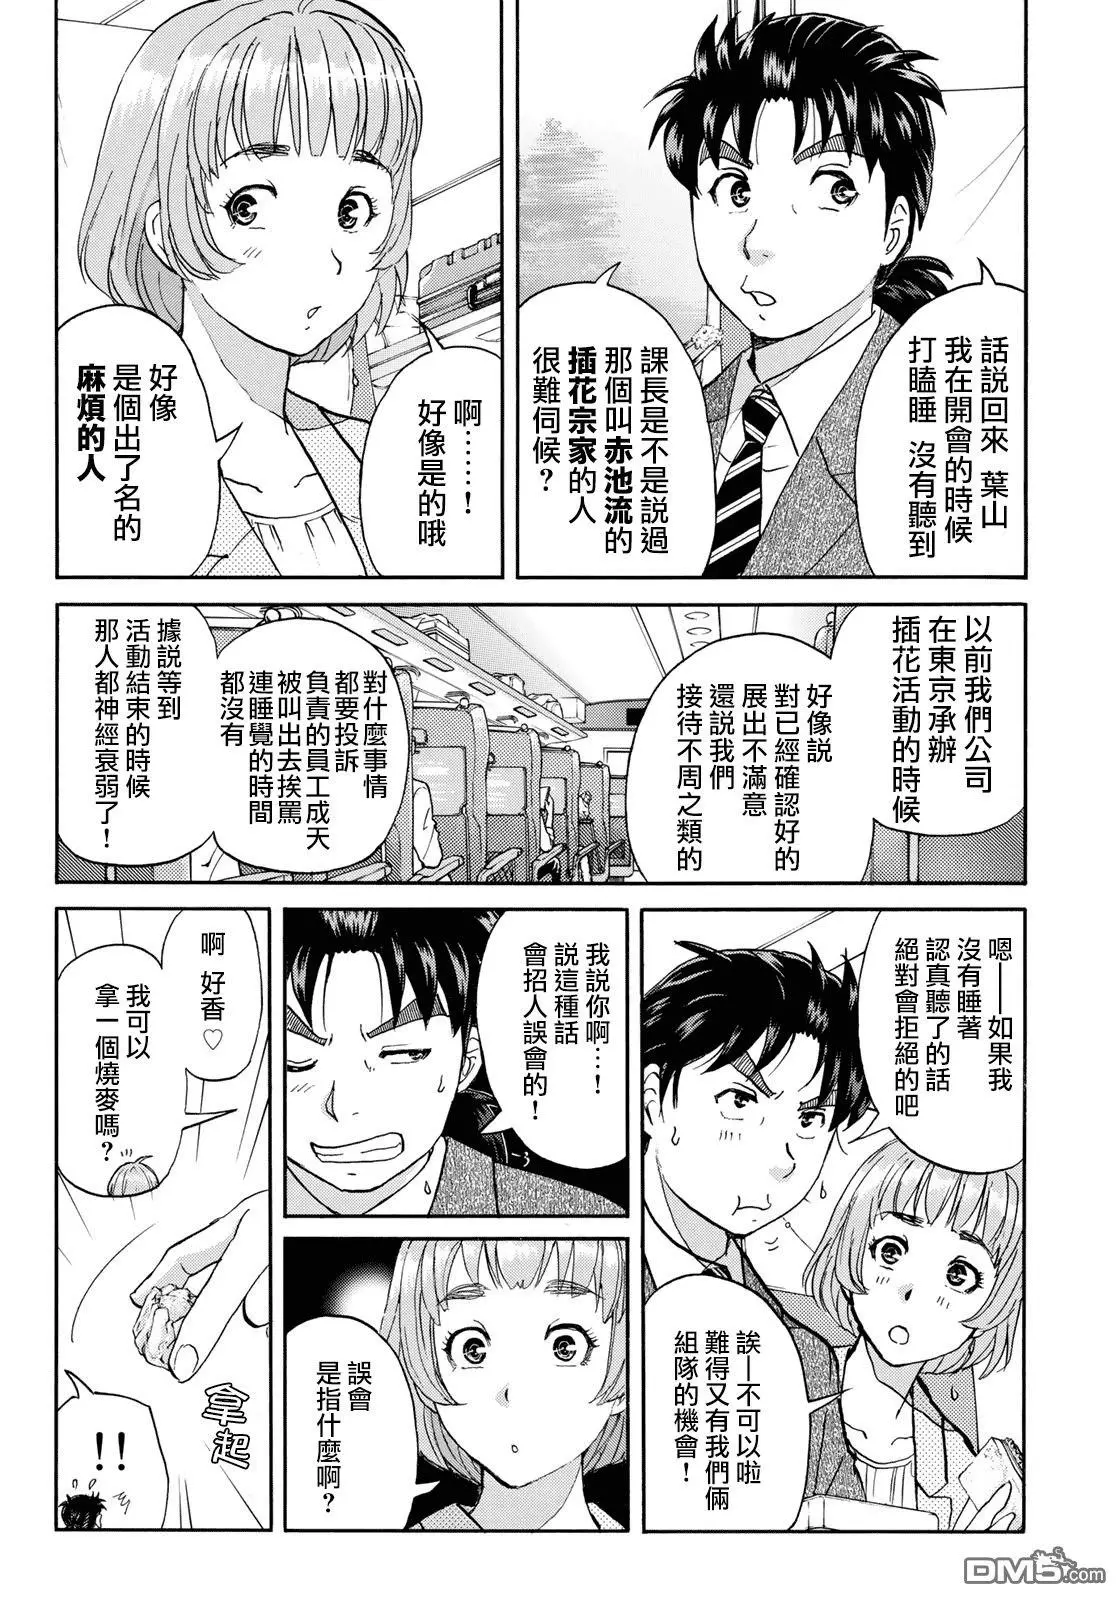 話說回來 葉山
我在開會的時候
打瞌睡 沒有聽到
課長是不是說過
那個叫赤池流的
插花宗家的人
很難伺候？
啊……！
好像是的哦
好像
是個出了名的
麻煩的人
以前我們公司
在東京承辦
插花活動的時候
好像說
對已經確認好的
展出不滿意
還說我們
接待不周之類的
對什麼事情
都要投訴
負責的員工成天
被叫出去挨罵
連睡覺的時間
都沒有
據說等到
活動結束的時候
那人都神經衰弱了！
嗯──如果我
沒有睡著
認真聽了的話
絕對會拒絕的吧
誒─不可以啦
難得又有我們倆
組隊的機會！
我說你啊…！
說這種話
會招人誤會的！
誤會
是指什麼啊？
啊 好香♡
我可以
拿一個燒麥嗎？
拿起
！！
DM5.com